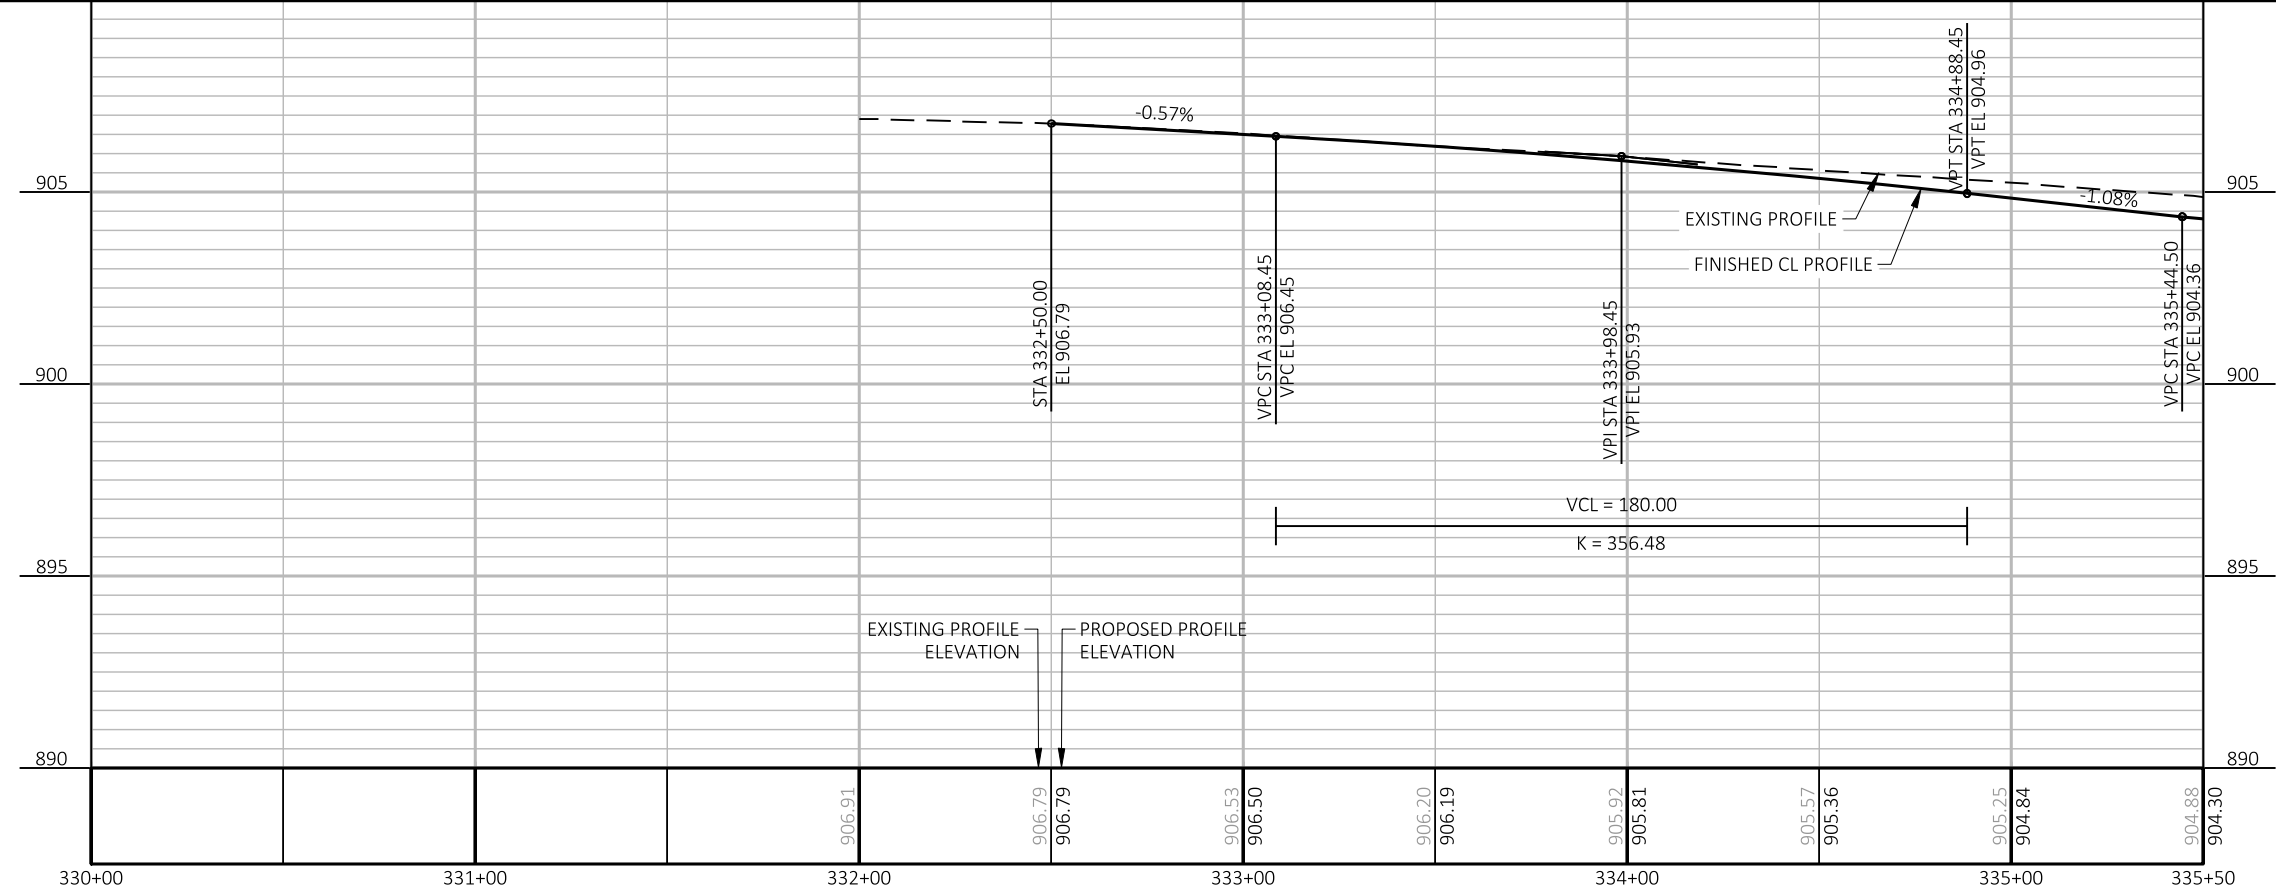 VPT STA 334+88.45
VPT EL 904.96
-0.57%
905
905
-1.08%
EXISTING PROFILE
FINISHED CL PROFILE
STA 332+50.00
EL 906.79
VPC STA 333+08.45
VPC EL 906.45
VPI STA 333+98.45
VPI EL 905.93
VPC STA 335+44.50
VPC EL 904.36
900
900
VCL = 180.00
K = 356.48
895
895
EXISTING PROFILE
ELEVATION
PROPOSED PROFILE
ELEVATION
890
890
906.91
906.79
906.79
906.53
906.50
906.20
906.19
905.92
905.81
905.57
905.36
905.25
904.84
904.88
904.30
330+00
331+00
332+00
333+00
334+00
335+00
335+50